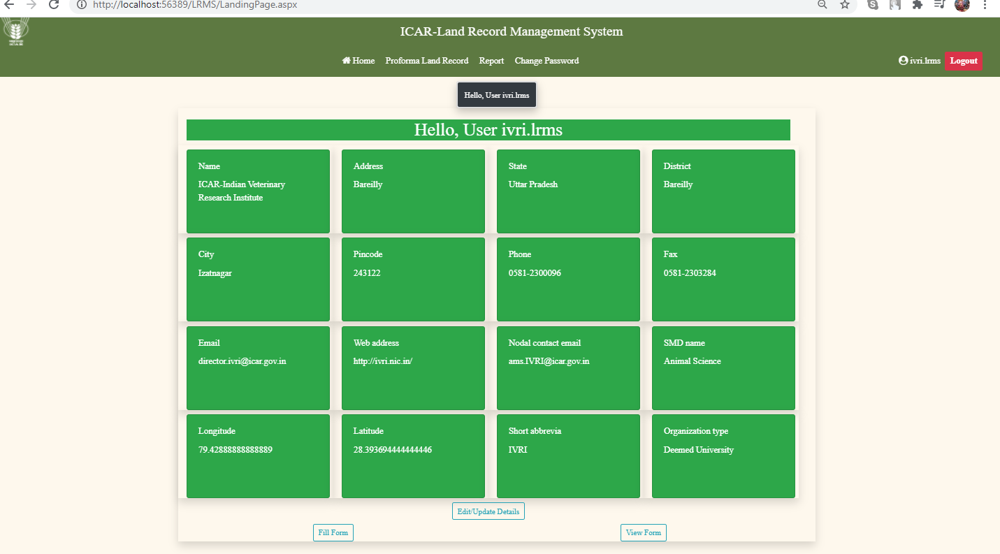 http://localhost:56389/LRMS/LandingPage.aspx
ICAR-Land Record Management System
Home Proforma Land Record Report Change Password ivri.lrms Logout
Hello, User ivri.lrms
Hello, User ivri.lrms
Name
ICAR-Indian Veterinary
Research Institute
Address
Bareilly
State
Uttar Pradesh
District
Bareilly
City
Izatnagar
Pincode
243122
Phone
0581-2300096
Fax
0581-2303284
Email
director.ivri@icar.gov.in
Web address
http://ivri.nic.in/
Nodal contact email
ams.IVRI@icar.gov.in
SMD name
Animal Science
Longitude
79.42888888888889
Latitude
28.393694444444446
Short abbrevia
IVRI
Organization type
Deemed University
Edit/Update Details
Fill Form
View Form